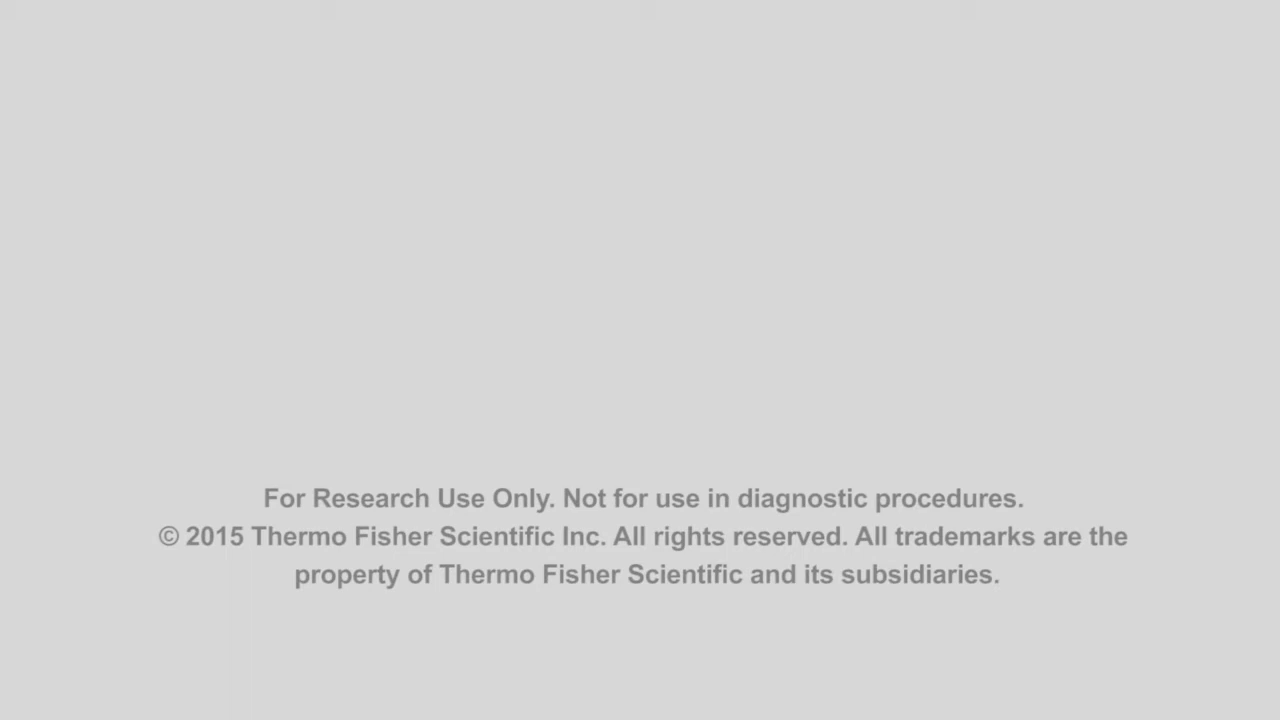 For Research Use Only. Not for use in diagnostic procedures.
© 2015 Thermo Fisher Scientific Inc. All rights reserved. All trademarks are the
property of Thermo Fisher Scientific and its subsidiaries.